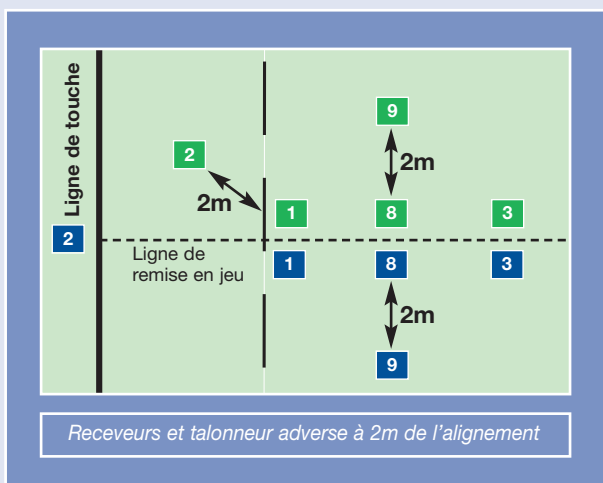 Ligne de touche
9
2
2m
2m
1
8
3
2
Ligne de
remise en jeu
1
8
3
2m
9
Receveurs et talonneur adverse à 2m de l'alignement